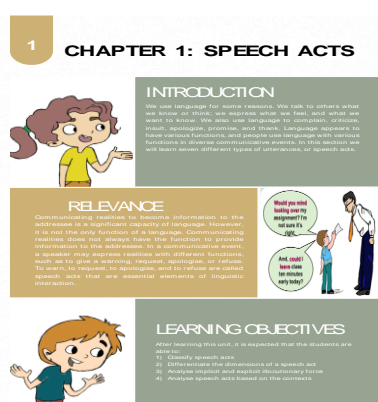 1
CHAPTER 1: SPEECH ACTS
INTRODUCTION
We use language for some reasons. We talk to others what
we know or think; we express what we feel, and what we
want to know. We also use language to complain, criticize,
insult, apologize, promise, and thank. Language appears to
have various functions, and people use language with various
functions in diverse communicative events. In this section we
will learn seven different types of utterances, or speech acts.
RELEVANCE
Communicating realities to become information to the
addressee is a significant capacity of language. However,
it is not the only function of a language. Communicating
realities does not always have the function to provide
information to the addressee. In a communicative event,
a speaker may express realities with different functions,
such as to give a warning, request, apologise, or refuse.
To warn, to request, to apologise, and to refuse are called
speech acts that are essential elements of linguistic
interaction.
Would you mind
looking over my
assignment? I'm
not sure it's
right.
And, could I
leave class
ten minutes
early today?
LEARNING OBJECTIVES
After learning this unit, it is expected that the students are
able to:
1) Classify speech acts
2) Differentiate the dimensions of a speech act
3) Analyse implicit and explicit illocutionary force
4) Analyse speech acts based on the contexts